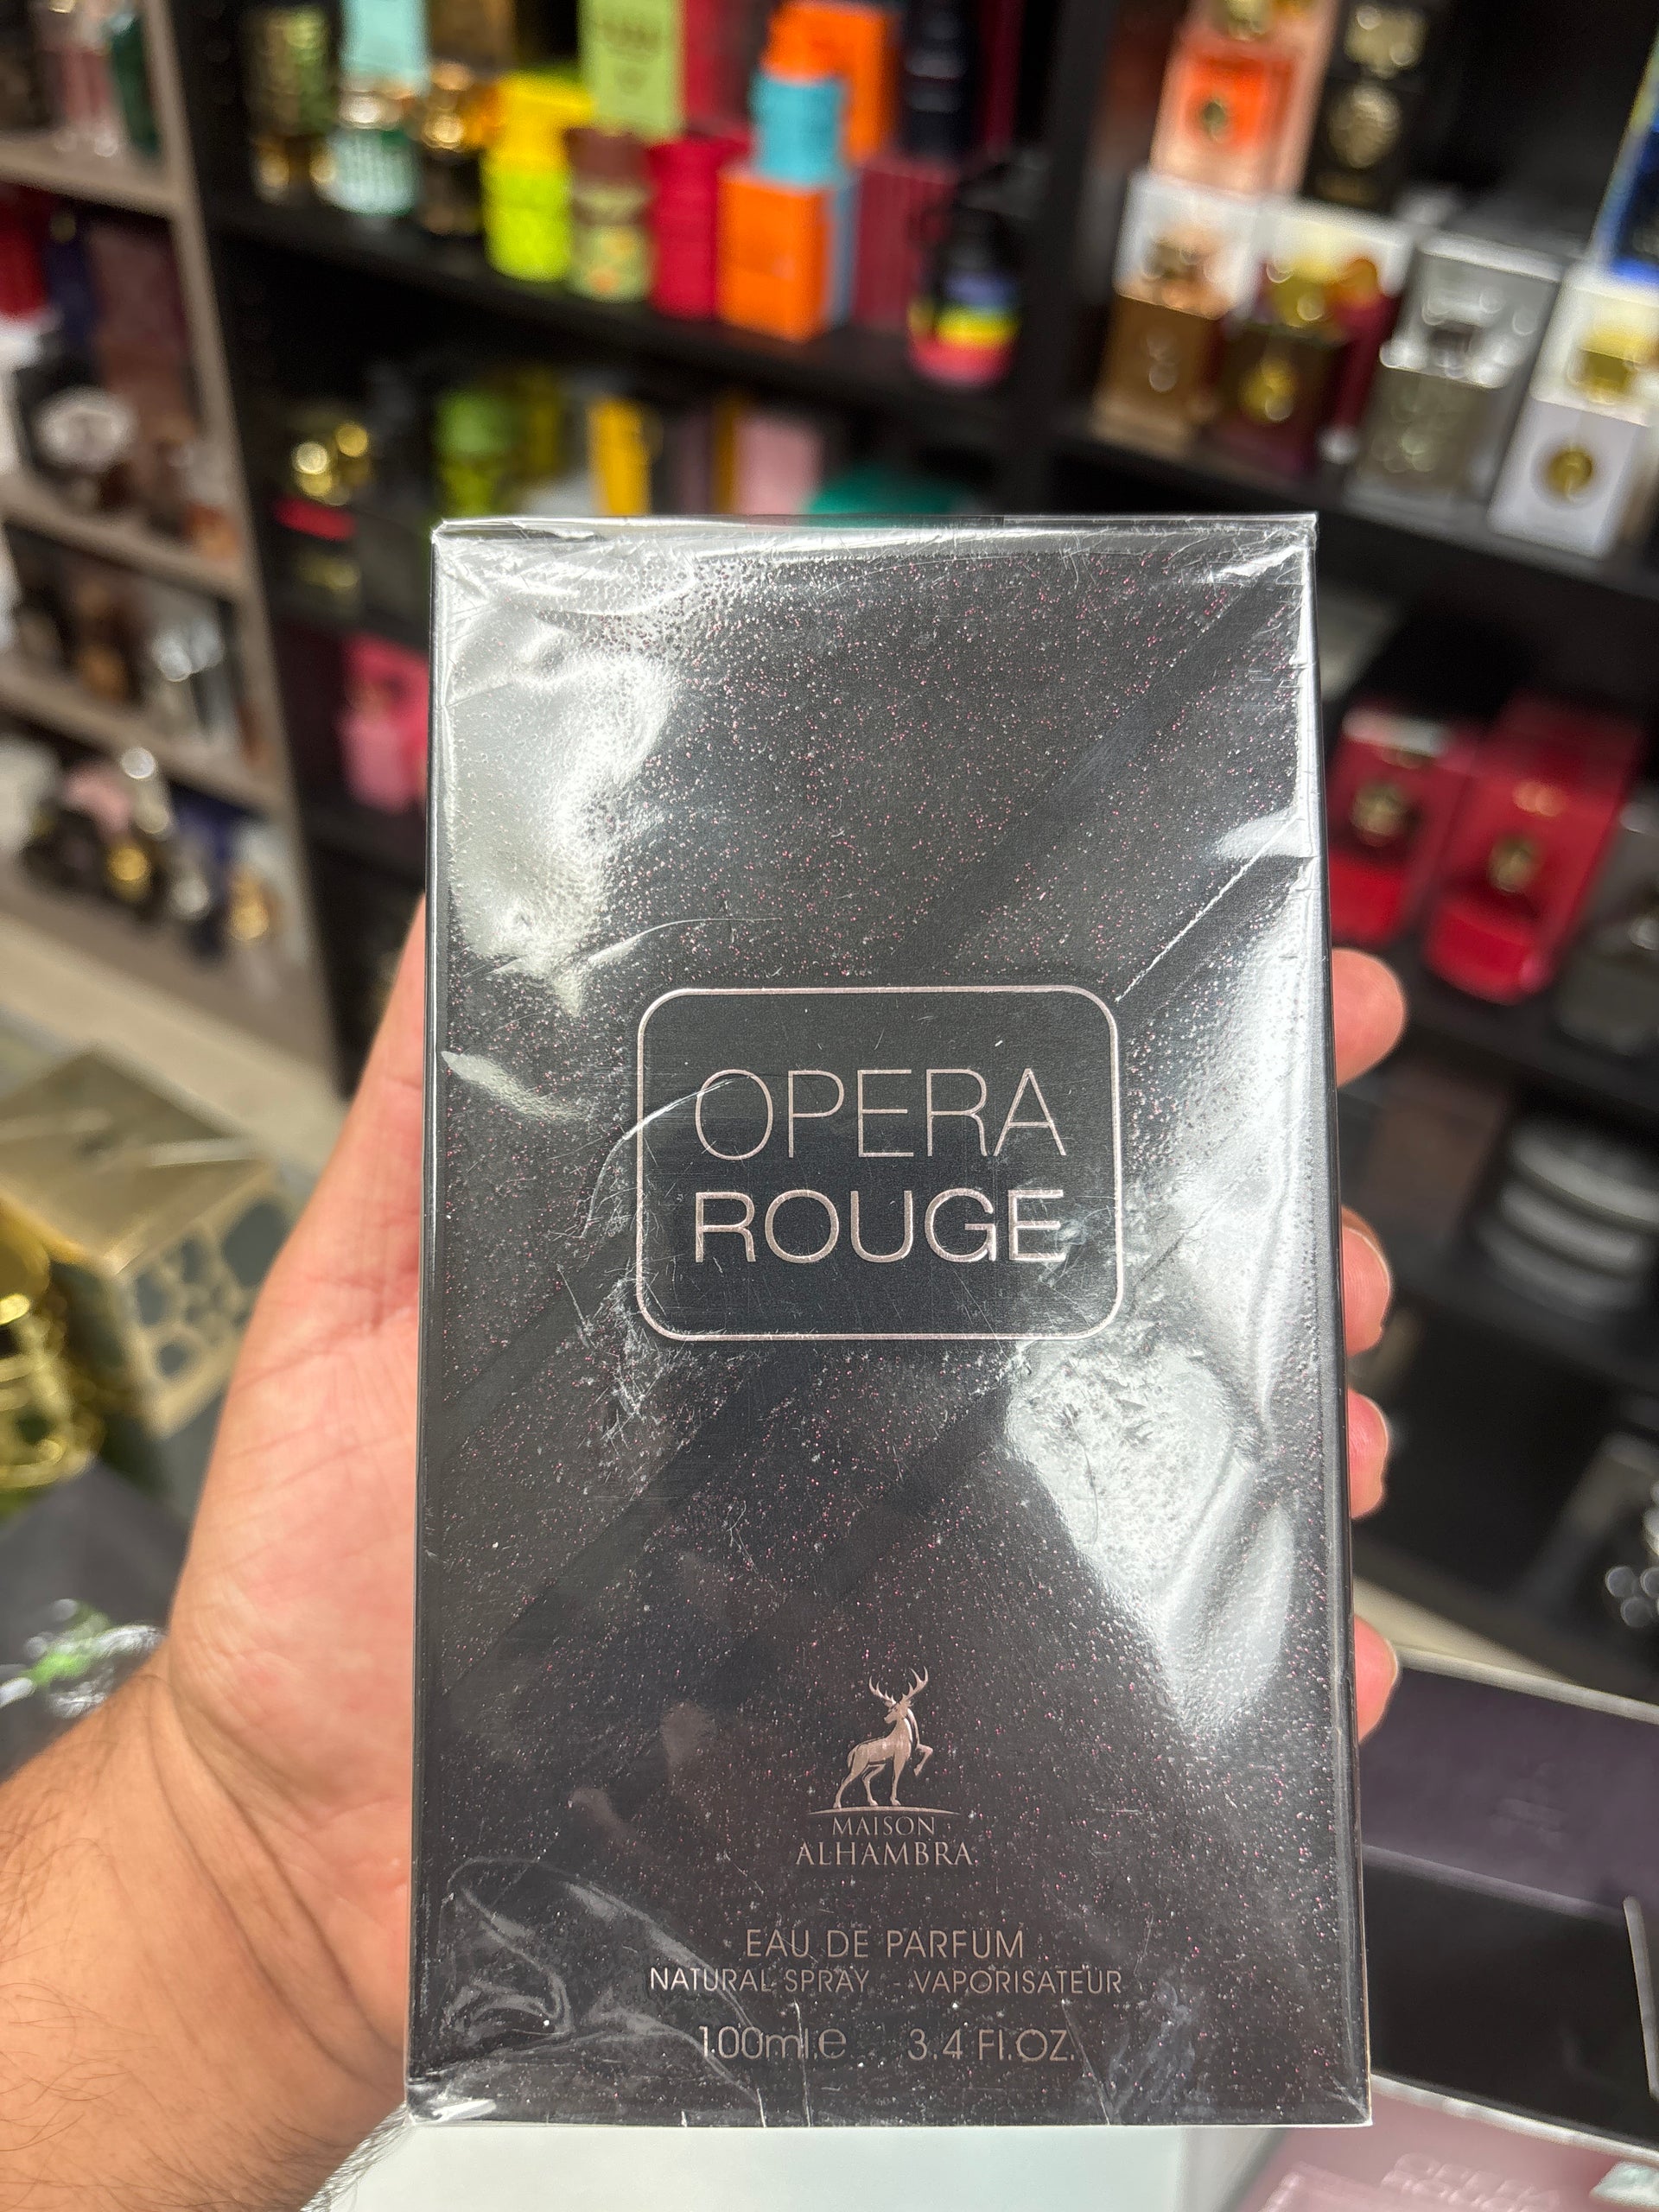 OPERA
ROUGE
MAISON
ALHAMBRA
EAU DE PARFUM
NATURAL SPRAY - VAPORISATEUR
100ml.e 3.4 FL.OZ.